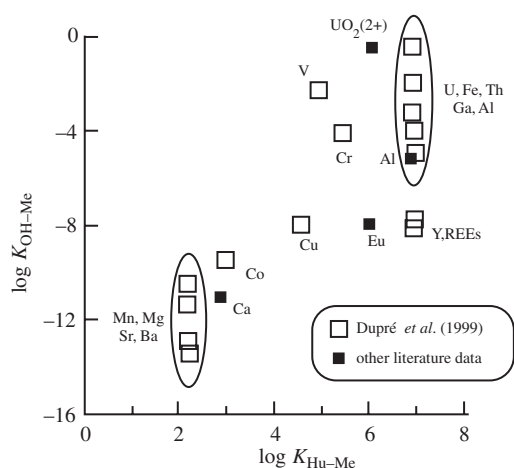 UO2(2+)
0
V
U, Fe, Th
Ga, Al
−4
Cr
Al
log KOH–Me
−8
Cu
Eu
Y,REEs
Co
Mn, Mg
Sr, Ba
Ca
−12
Dupré et al. (1999)
other literature data
−16
0
2
4
6
8
log KHu–Me